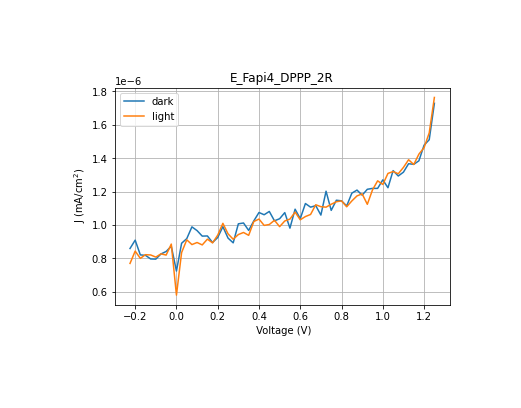 E_Fapi4_DPPP_2R
1e−6
dark
light
1.8
1.6
1.4
1.2
1.0
0.8
0.6
J (mA/cm²)
−0.2 0.0 0.2 0.4 0.6 0.8 1.0 1.2
Voltage (V)